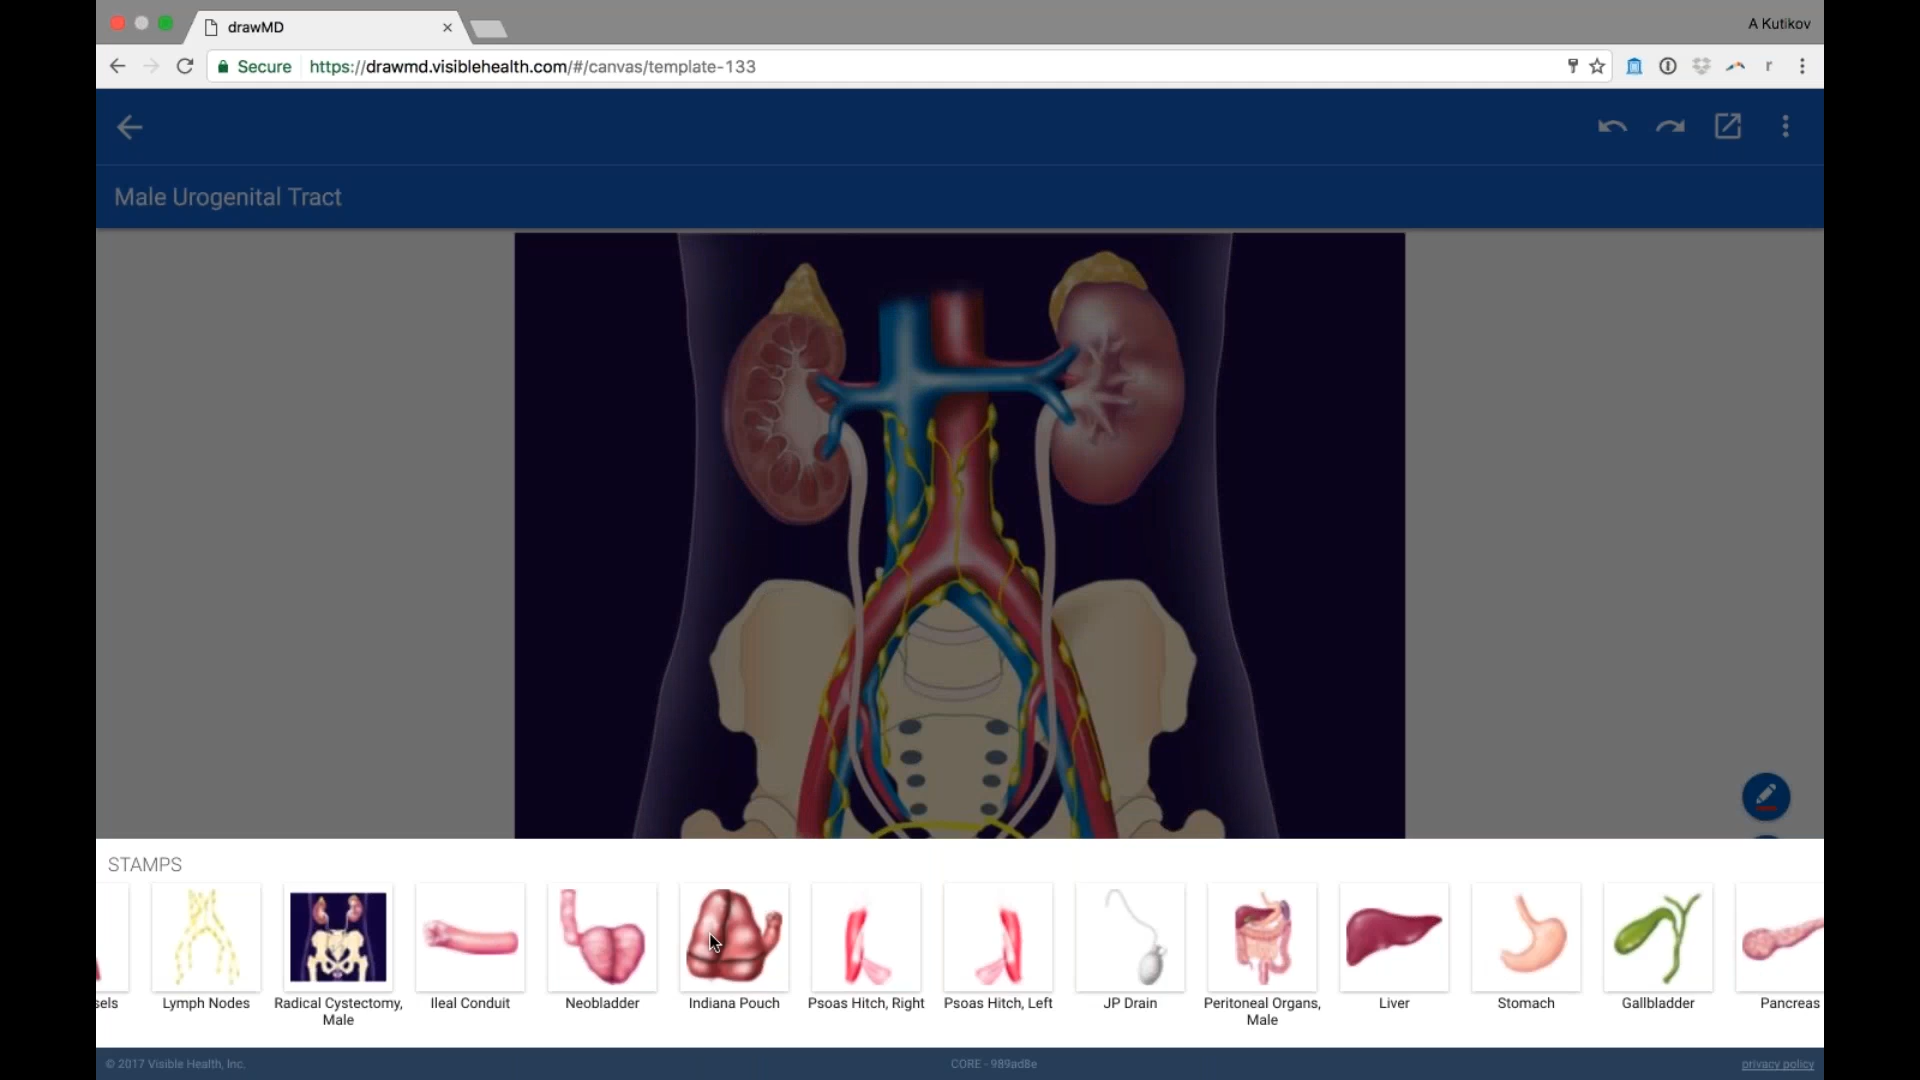 drawMD
A Kutikov
Secure
https://drawmd.visiblehealth.com/#/canvas/template-133
r
Male Urogenital Tract
STAMPS
sels
Lymph Nodes
Radical Cystectomy,
Male
Ileal Conduit
Neobladder
Indiana Pouch
Psoas Hitch, Right
Psoas Hitch, Left
JP Drain
Peritoneal Organs,
Male
Liver
Stomach
Gallbladder
Pancreas
© 2017 Visible Health, Inc.
CORE - 989ad8e
privacy policy